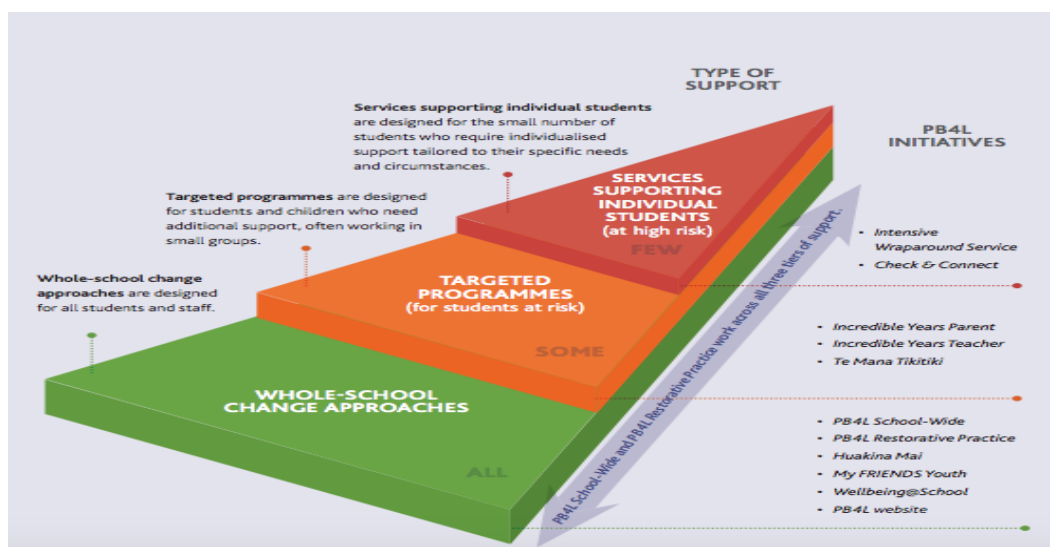 TYPE OF
SUPPORT
PB4L
INITIATIVES
Services supporting individual students
are designed for the small number of
students who require individualised
support tailored to their specific needs
and circumstances.
SERVICES
SUPPORTING
INDIVIDUAL
STUDENTS
(at high risk)
FEW
Targeted programmes are designed
for students and children who need
additional support, often working in
small groups.
TARGETED
PROGRAMMES
(for students at risk)
SOME
Whole-school change
approaches are designed
for all students and staff.
WHOLE-SCHOOL
CHANGE APPROACHES
ALL
PB4L School-Wide and PB4L Restorative Practice work across all three tiers of support.
• Intensive
Wraparound Service
• Check & Connect
• Incredible Years Parent
• Incredible Years Teacher
• Te Mana Tikitiki
• PB4L School-Wide
• PB4L Restorative Practice
• Huakina Mai
• My FRIENDS Youth
• Wellbeing@School
• PB4L website